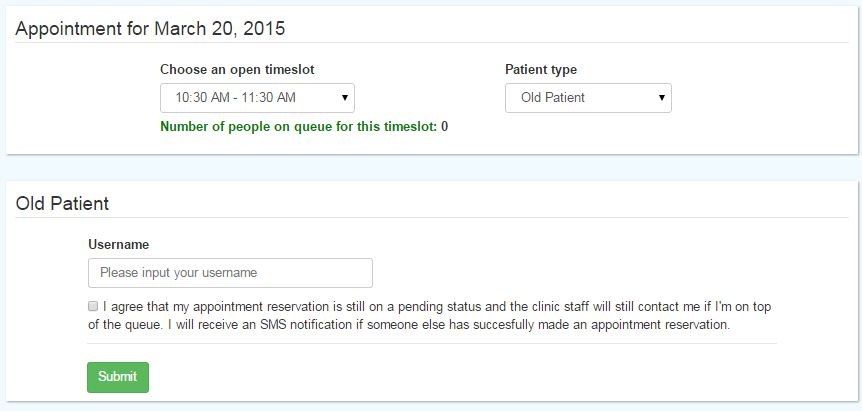 Appointment for March 20, 2015
Choose an open timeslot
Patient type
10:30 AM - 11:30 AM
Old Patient
Number of people on queue for this timeslot: 0
Old Patient
Username
Please input your username
I agree that my appointment reservation is still on a pending status and the clinic staff will still contact me if I'm on top
of the queue. I will receive an SMS notification if someone else has succesfully made an appointment reservation.
Submit